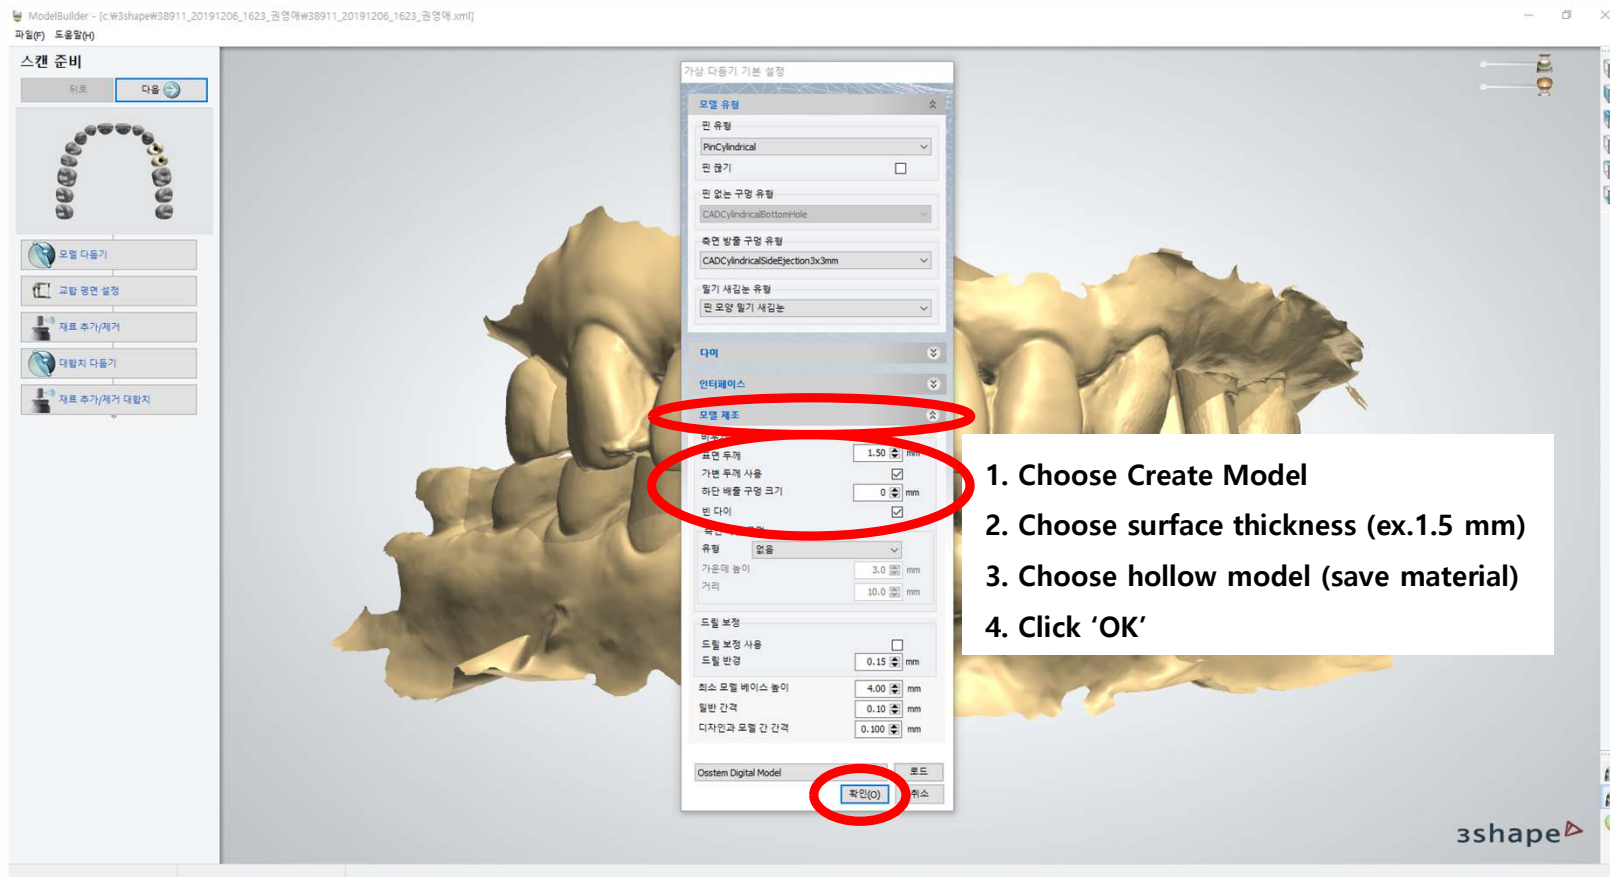 ModelBuilder - [c:₩3shape₩38911_20191206_1623_권영애₩38911_20191206_1623_권영애.xml]
파일(F) 도움말(H)
스캔 준비
뒤로 다음
모델 다듬기
교합 평면 설정
재료 추가/제거
대합치 다듬기
재료 추가/제거 대합치
가상 다듬기 기본 설정
모델 유형
핀 유형
PinCylindrical
핀 끊기
핀 없는 구멍 유형
CADCylindricalBottomHole
측면 방출 구멍 유형
CADCylindricalSideEjection3x3mm
밀기 새김눈 유형
핀 모양 밀기 새김눈
다이
인터페이스
모델 제조
표면 두께 1.50 mm
가변 두께 사용
하단 배출 구멍 크기 0 mm
빈 다이
유형 없음
가운데 높이 3.0 mm
거리 10.0 mm
드릴 보정
드릴 보정 사용
드릴 반경 0.15 mm
최소 모델 베이스 높이 4.00 mm
일반 간격 0.10 mm
디자인과 모델 간 간격 0.100 mm
Osstem Digital Model 로드
확인(O) 취소
1. Choose Create Model
2. Choose surface thickness (ex.1.5 mm)
3. Choose hollow model (save material)
4. Click ‘OK’
3shape